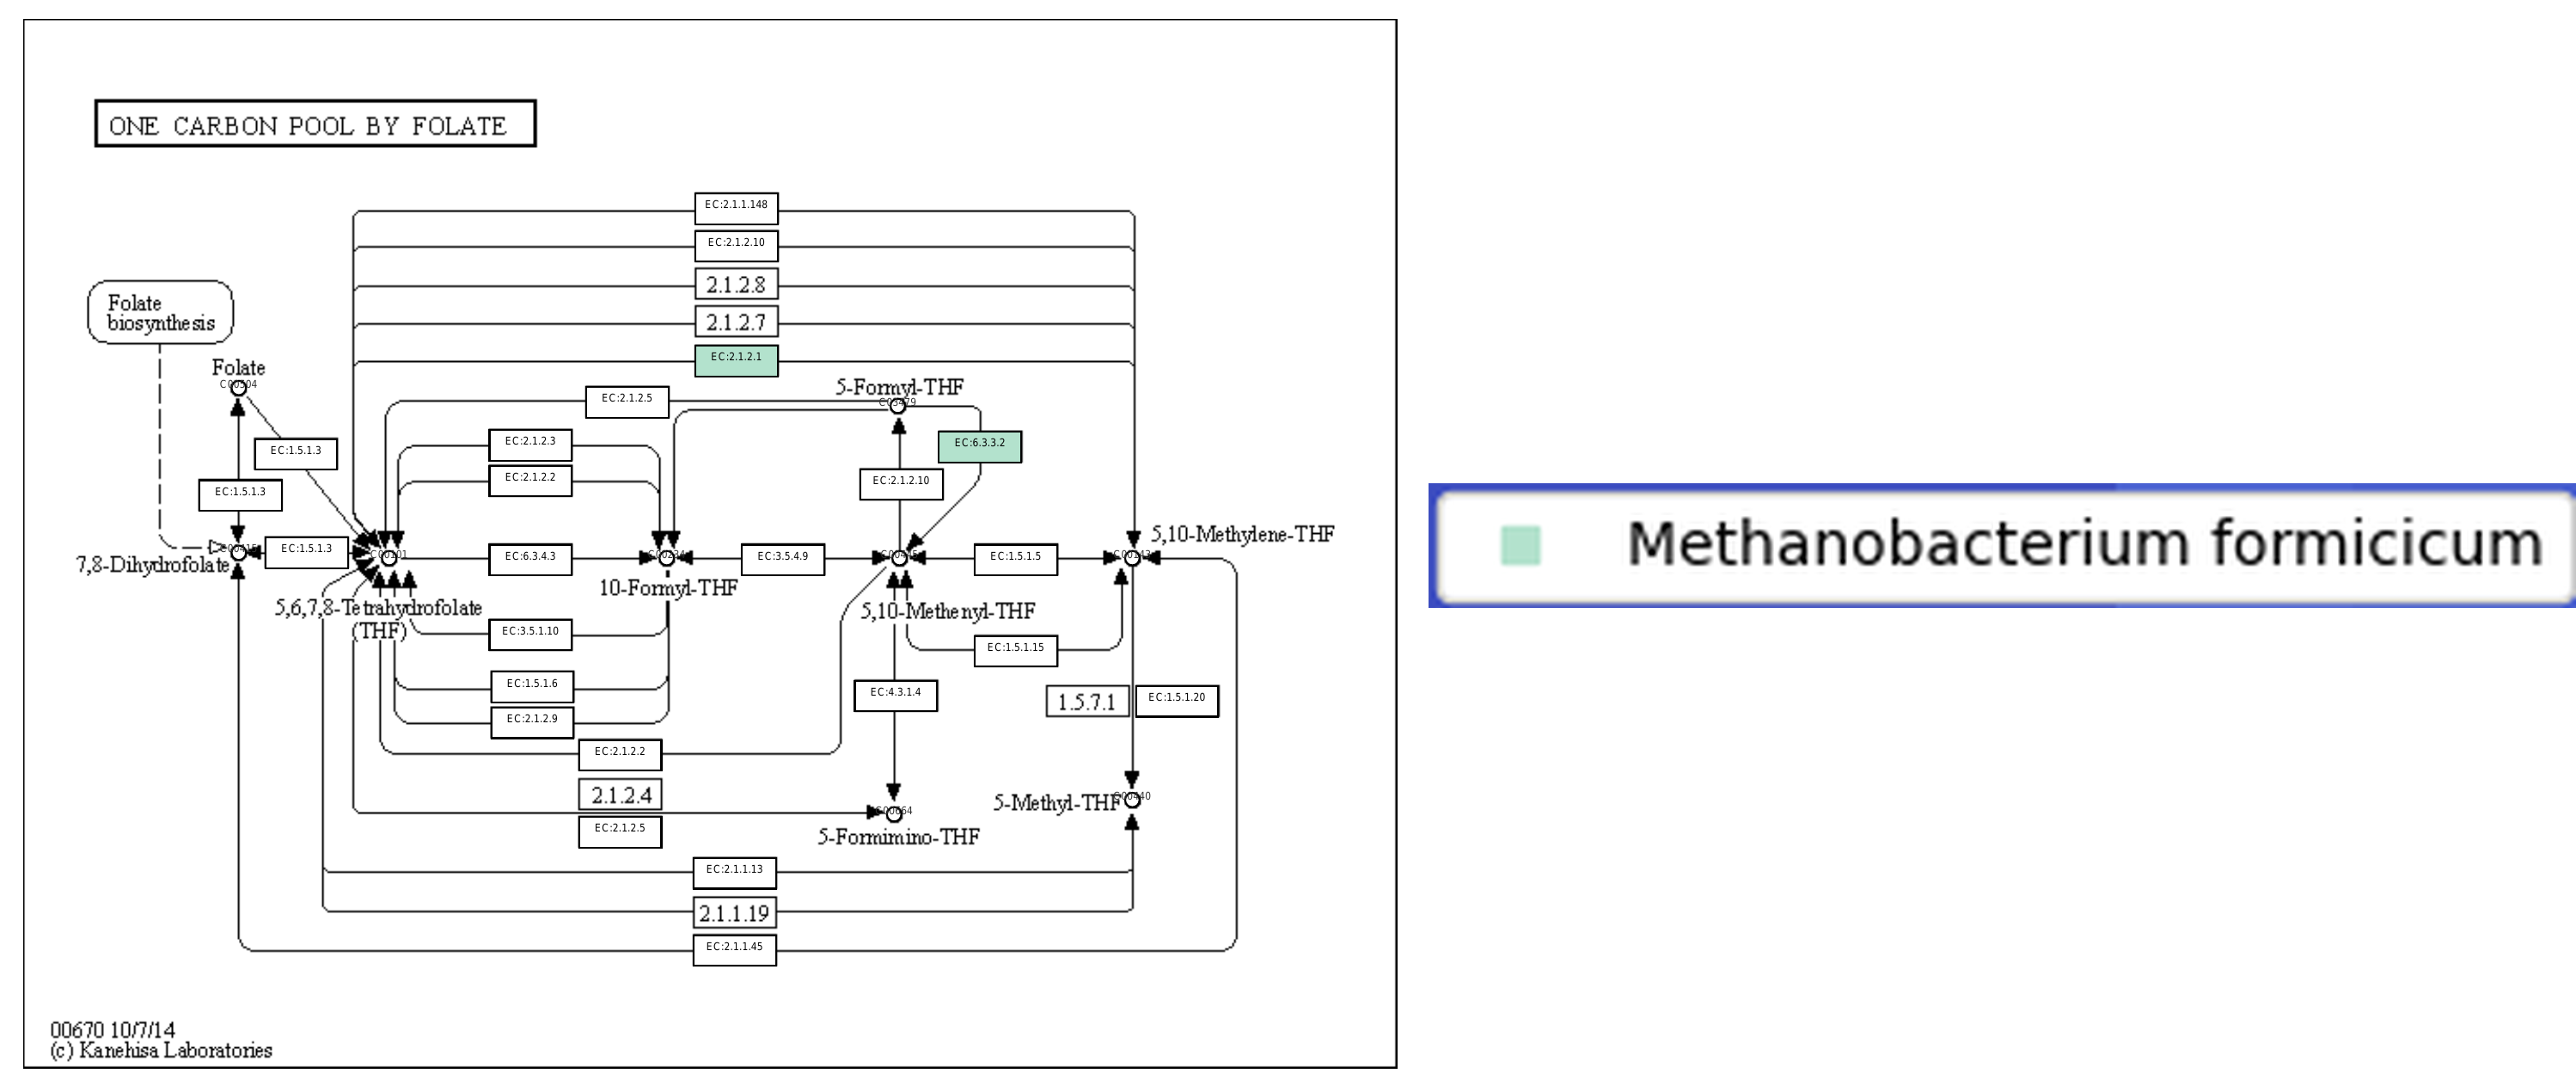 ONE CARBON POOL BY FOLATE
EC:2.1.1.148
EC:2.1.2.10
2.1.2.8
2.1.2.7
EC:2.1.2.1
Folate
biosynthesis
Folate
C00504
5-Formyl-THF
C03479
EC:2.1.2.5
EC:2.1.2.3
EC:6.3.3.2
EC:1.5.1.3
EC:2.1.2.2
EC:2.1.2.10
EC:1.5.1.3
5,10-Methylene-THF
EC:1.5.1.3
C00101
EC:6.3.4.3
EC:3.5.4.9
EC:1.5.1.5
7,8-Dihydrofolate
10-Formyl-THF
5,6,7,8-Tetrahydrofolate
(THF)
5,10-Methenyl-THF
EC:3.5.1.10
EC:1.5.1.15
EC:1.5.1.6
EC:4.3.1.4
1.5.7.1
EC:1.5.1.20
EC:2.1.2.9
EC:2.1.2.2
2.1.2.4
5-Methyl-THF
C00440
EC:2.1.2.5
5-Formimino-THF
EC:2.1.1.13
2.1.1.19
EC:2.1.1.45
00670 10/7/14
(c) Kanehisa Laboratories
Methanobacterium formicicum